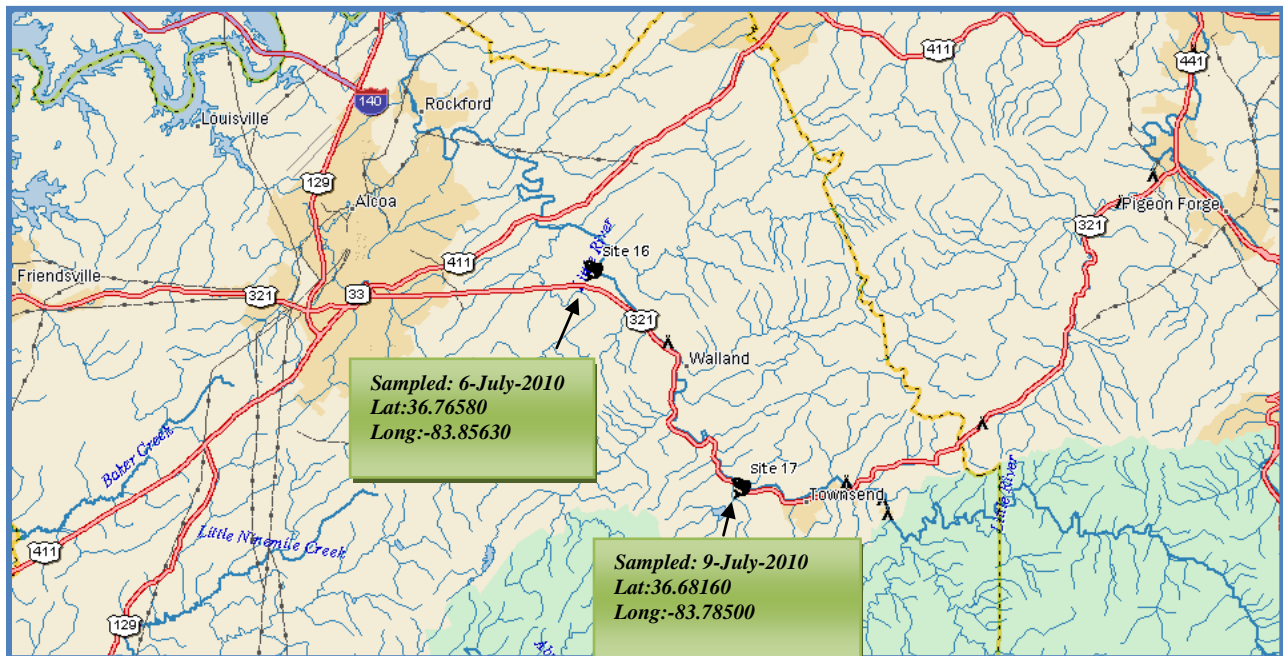 411
441
140
Rockford
Louisville
129
Alcoa
Pigeon Forge
321
River
Site 16
411
Friendsville
321
33
321
Walland
Sampled: 6-July-2010
Lat:36.76580
Long:-83.85630
Baker Creek
Site 17
Townsend
Little River
411
Little Ninemile Creek
Sampled: 9-July-2010
Lat:36.68160
Long:-83.78500
129